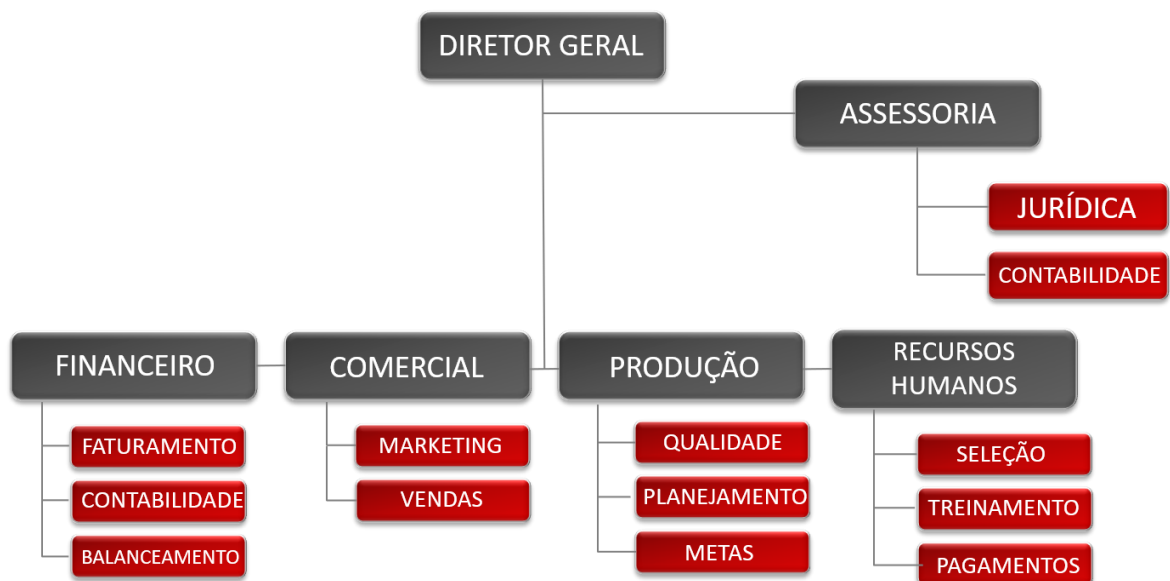 DIRETOR GERAL
ASSESSORIA
JURÍDICA
CONTABILIDADE
FINANCEIRO
FATURAMENTO
CONTABILIDADE
BALANCEAMENTO
COMERCIAL
MARKETING
VENDAS
PRODUÇÃO
QUALIDADE
PLANEJAMENTO
METAS
RECURSOS
HUMANOS
SELEÇÃO
TREINAMENTO
PAGAMENTOS